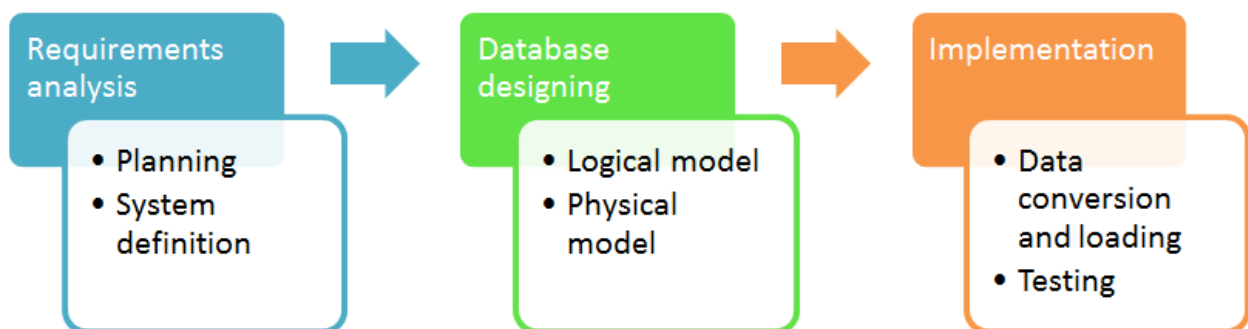 Requirements
analysis
• Planning
• System
definition
Database
designing
• Logical model
• Physical
model
Implementation
• Data
conversion
and loading
• Testing